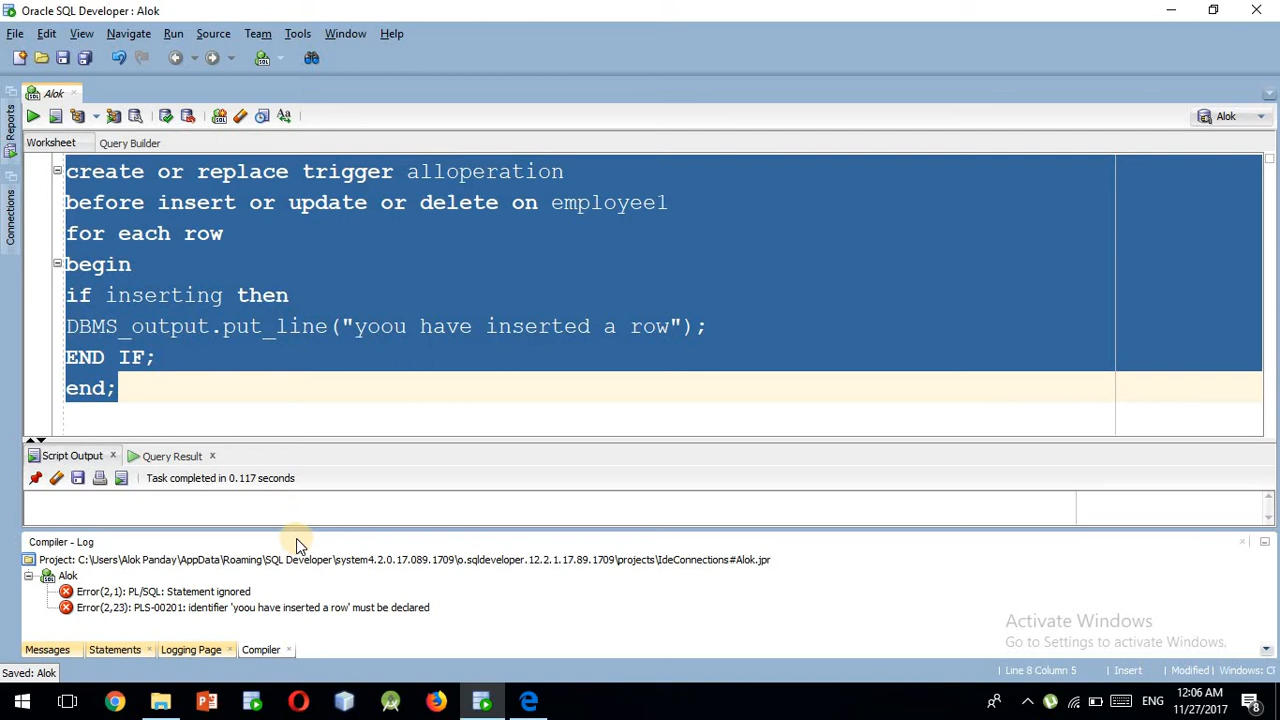 Oracle SQL Developer : Alok
File Edit View Navigate Run Source Team Tools Window Help
Alok
Alok
Reports
Connections
Worksheet Query Builder
create or replace trigger alloperation
before insert or update or delete on employee1
for each row
begin
if inserting then
DBMS_output.put_line("yoou have inserted a row");
END IF;
end;
Script Output Query Result
Task completed in 0.117 seconds
Compiler - Log
Project: C:\Users\Alok Panday\AppData\Roaming\SQL Developer\system4.2.0.17.089.1709\o.sqldeveloper.12.2.1.17.89.1709\projects\IdeConnections#Alok.jpr
Alok
Error(2,1): PL/SQL: Statement ignored
Error(2,23): PLS-00201: identifier 'yoou have inserted a row' must be declared
Activate Windows
Go to Settings to activate Windows.
Messages Statements Logging Page Compiler
Saved: Alok
Line 8 Column 5 Insert Modified Windows: C
ENG
12:06 AM
11/27/2017
8